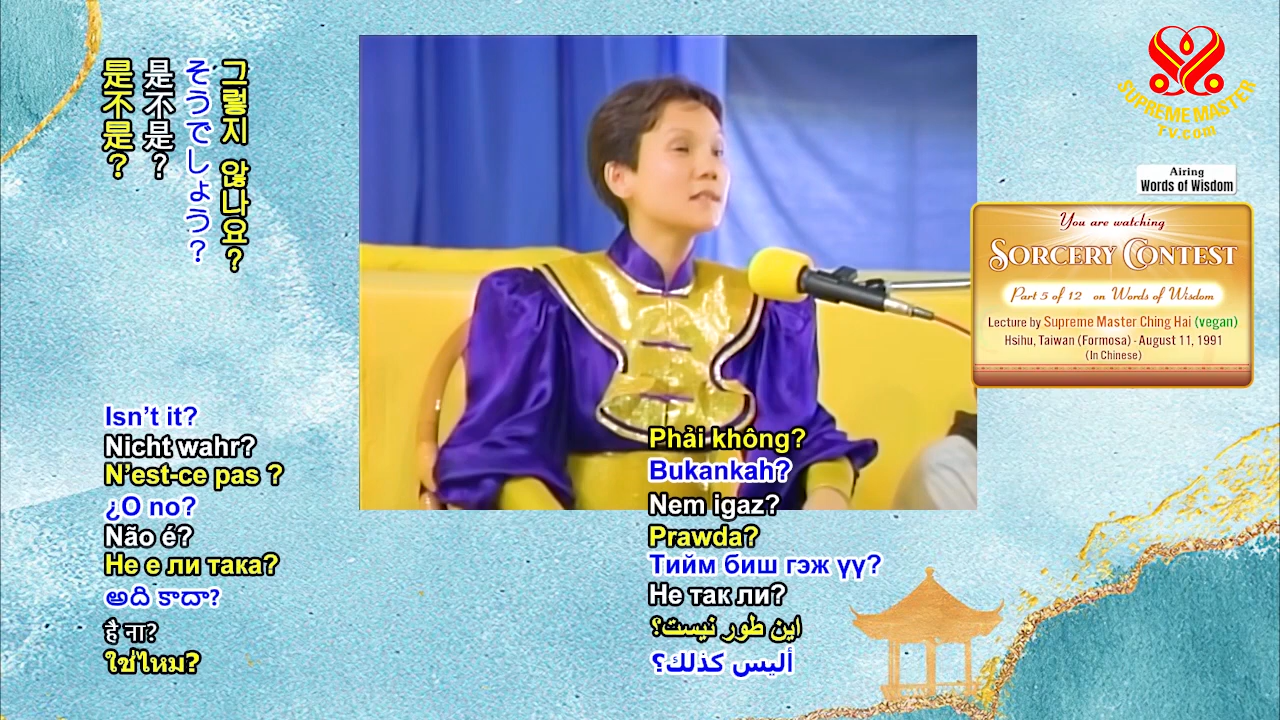 그렇지 않나요?
そうでしょう?
是不是?
是不是?
SUPREME MASTER
TV.com
Airing
Words of Wisdom
You are watching
SORCERY CONTEST
Part 5 of 12 on Words of Wisdom
Lecture by Supreme Master Ching Hai (vegan)
Hsihu, Taiwan (Formosa) - August 11, 1991
(In Chinese)
Isn't it?
Nicht wahr?
N'est-ce pas ?
¿O no?
Não é?
Не е ли така?
అది కాదా?
है ना?
ใช่ไหม?
Phải không?
Bukankah?
Nem igaz?
Prawda?
Тийм биш гэж үү?
Не так ли?
این طور نیست؟
أليس كذلك؟